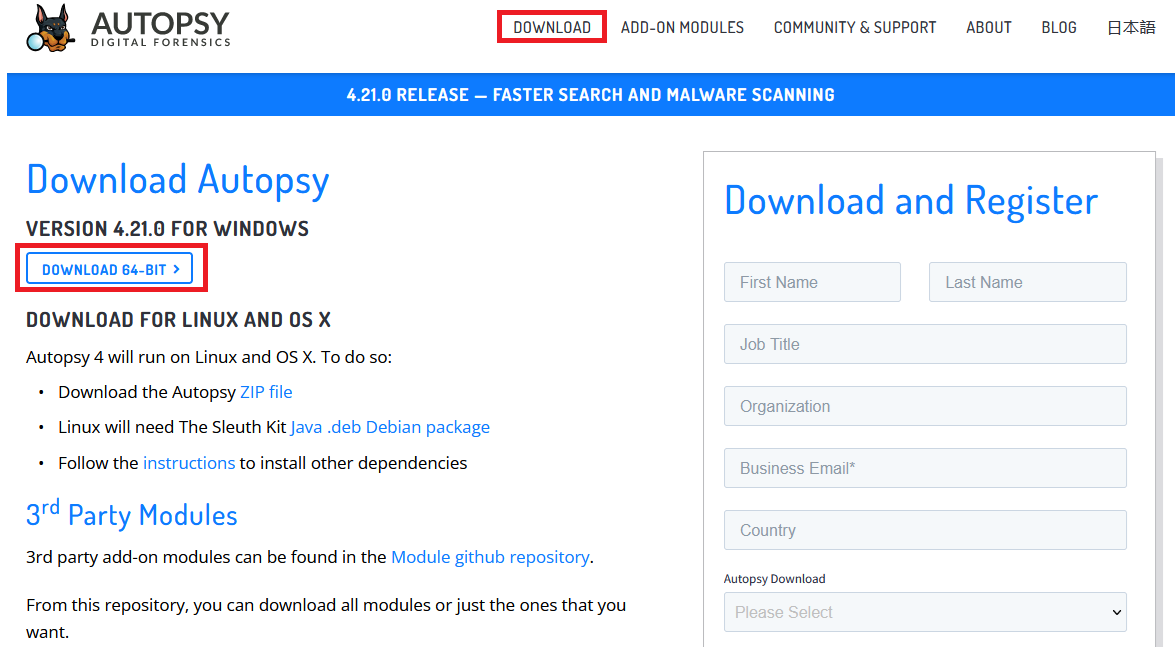 AUTOPSY
DIGITAL FORENSICS
DOWNLOAD
ADD-ON MODULES
COMMUNITY & SUPPORT
ABOUT
BLOG
日本語
4.21.0 RELEASE — FASTER SEARCH AND MALWARE SCANNING
Download Autopsy
VERSION 4.21.0 FOR WINDOWS
DOWNLOAD 64-BIT >
DOWNLOAD FOR LINUX AND OS X
Autopsy 4 will run on Linux and OS X. To do so:
• Download the Autopsy ZIP file
• Linux will need The Sleuth Kit Java .deb Debian package
• Follow the instructions to install other dependencies
3rd Party Modules
3rd party add-on modules can be found in the Module github repository.
From this repository, you can download all modules or just the ones that you
want.
Download and Register
First Name
Last Name
Job Title
Organization
Business Email*
Country
Autopsy Download
Please Select